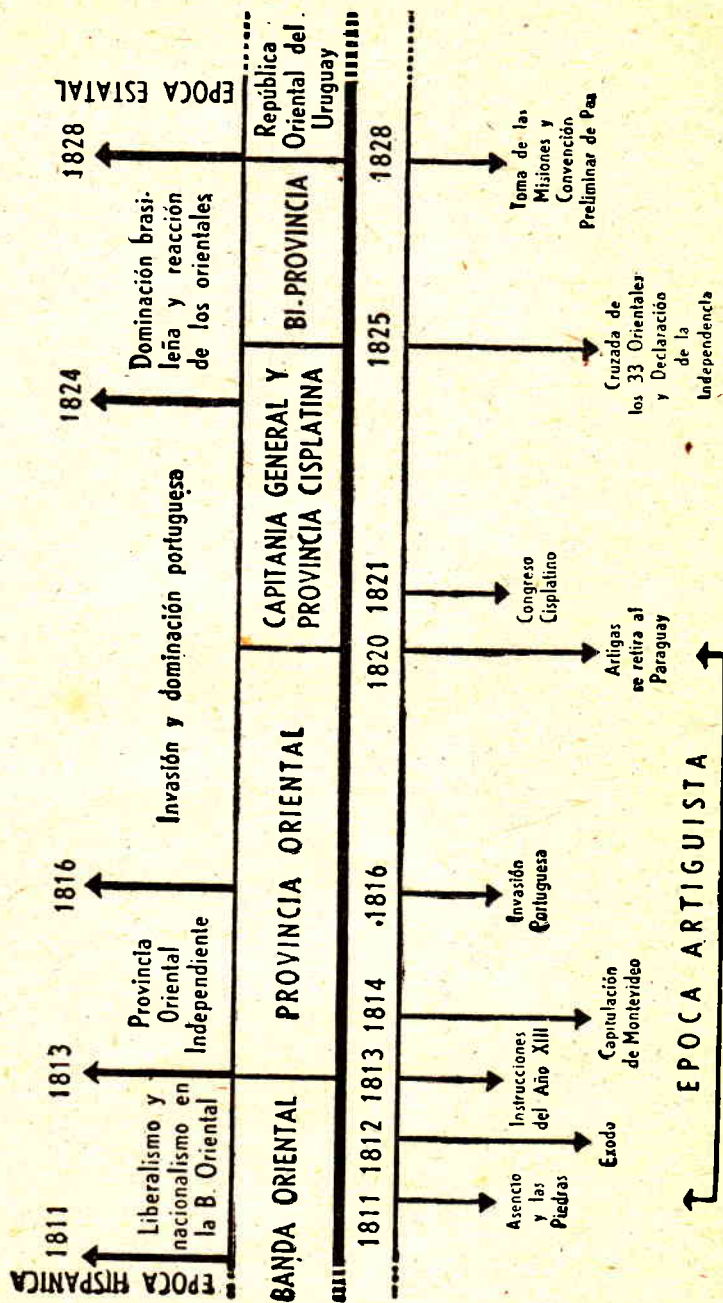 EPOCA HISPANICA
EPOCA ESTATAL
1811
1813
1816
1824
1828
Liberalismo y
nacionalismo en
la B. Oriental
Provincia
Oriental
Independiente
Invasión y dominación portuguesa
Dominación brasi-
leña y reacción
de los orientales
BANDA ORIENTAL
PROVINCIA ORIENTAL
CAPITANIA GENERAL Y
PROVINCIA CISPLATINA
BI-PROVINCIA
República
Oriental del
Uruguay
1811
1812
1813
1814
1816
1820
1821
1825
1828
Asencio
y las
Piedras
Exodo
Instrucciones
del Año XIII
Capitulación
de Montevideo
Invasión
Portuguesa
Artigas
se retira al
Paraguay
Congreso
Cisplatino
Cruzada de
los 33 Orientales
y Declaración
de la
Independencia
Toma de las
Misiones y
Convención
Preliminar de Paz
EPOCA ARTIGUISTA